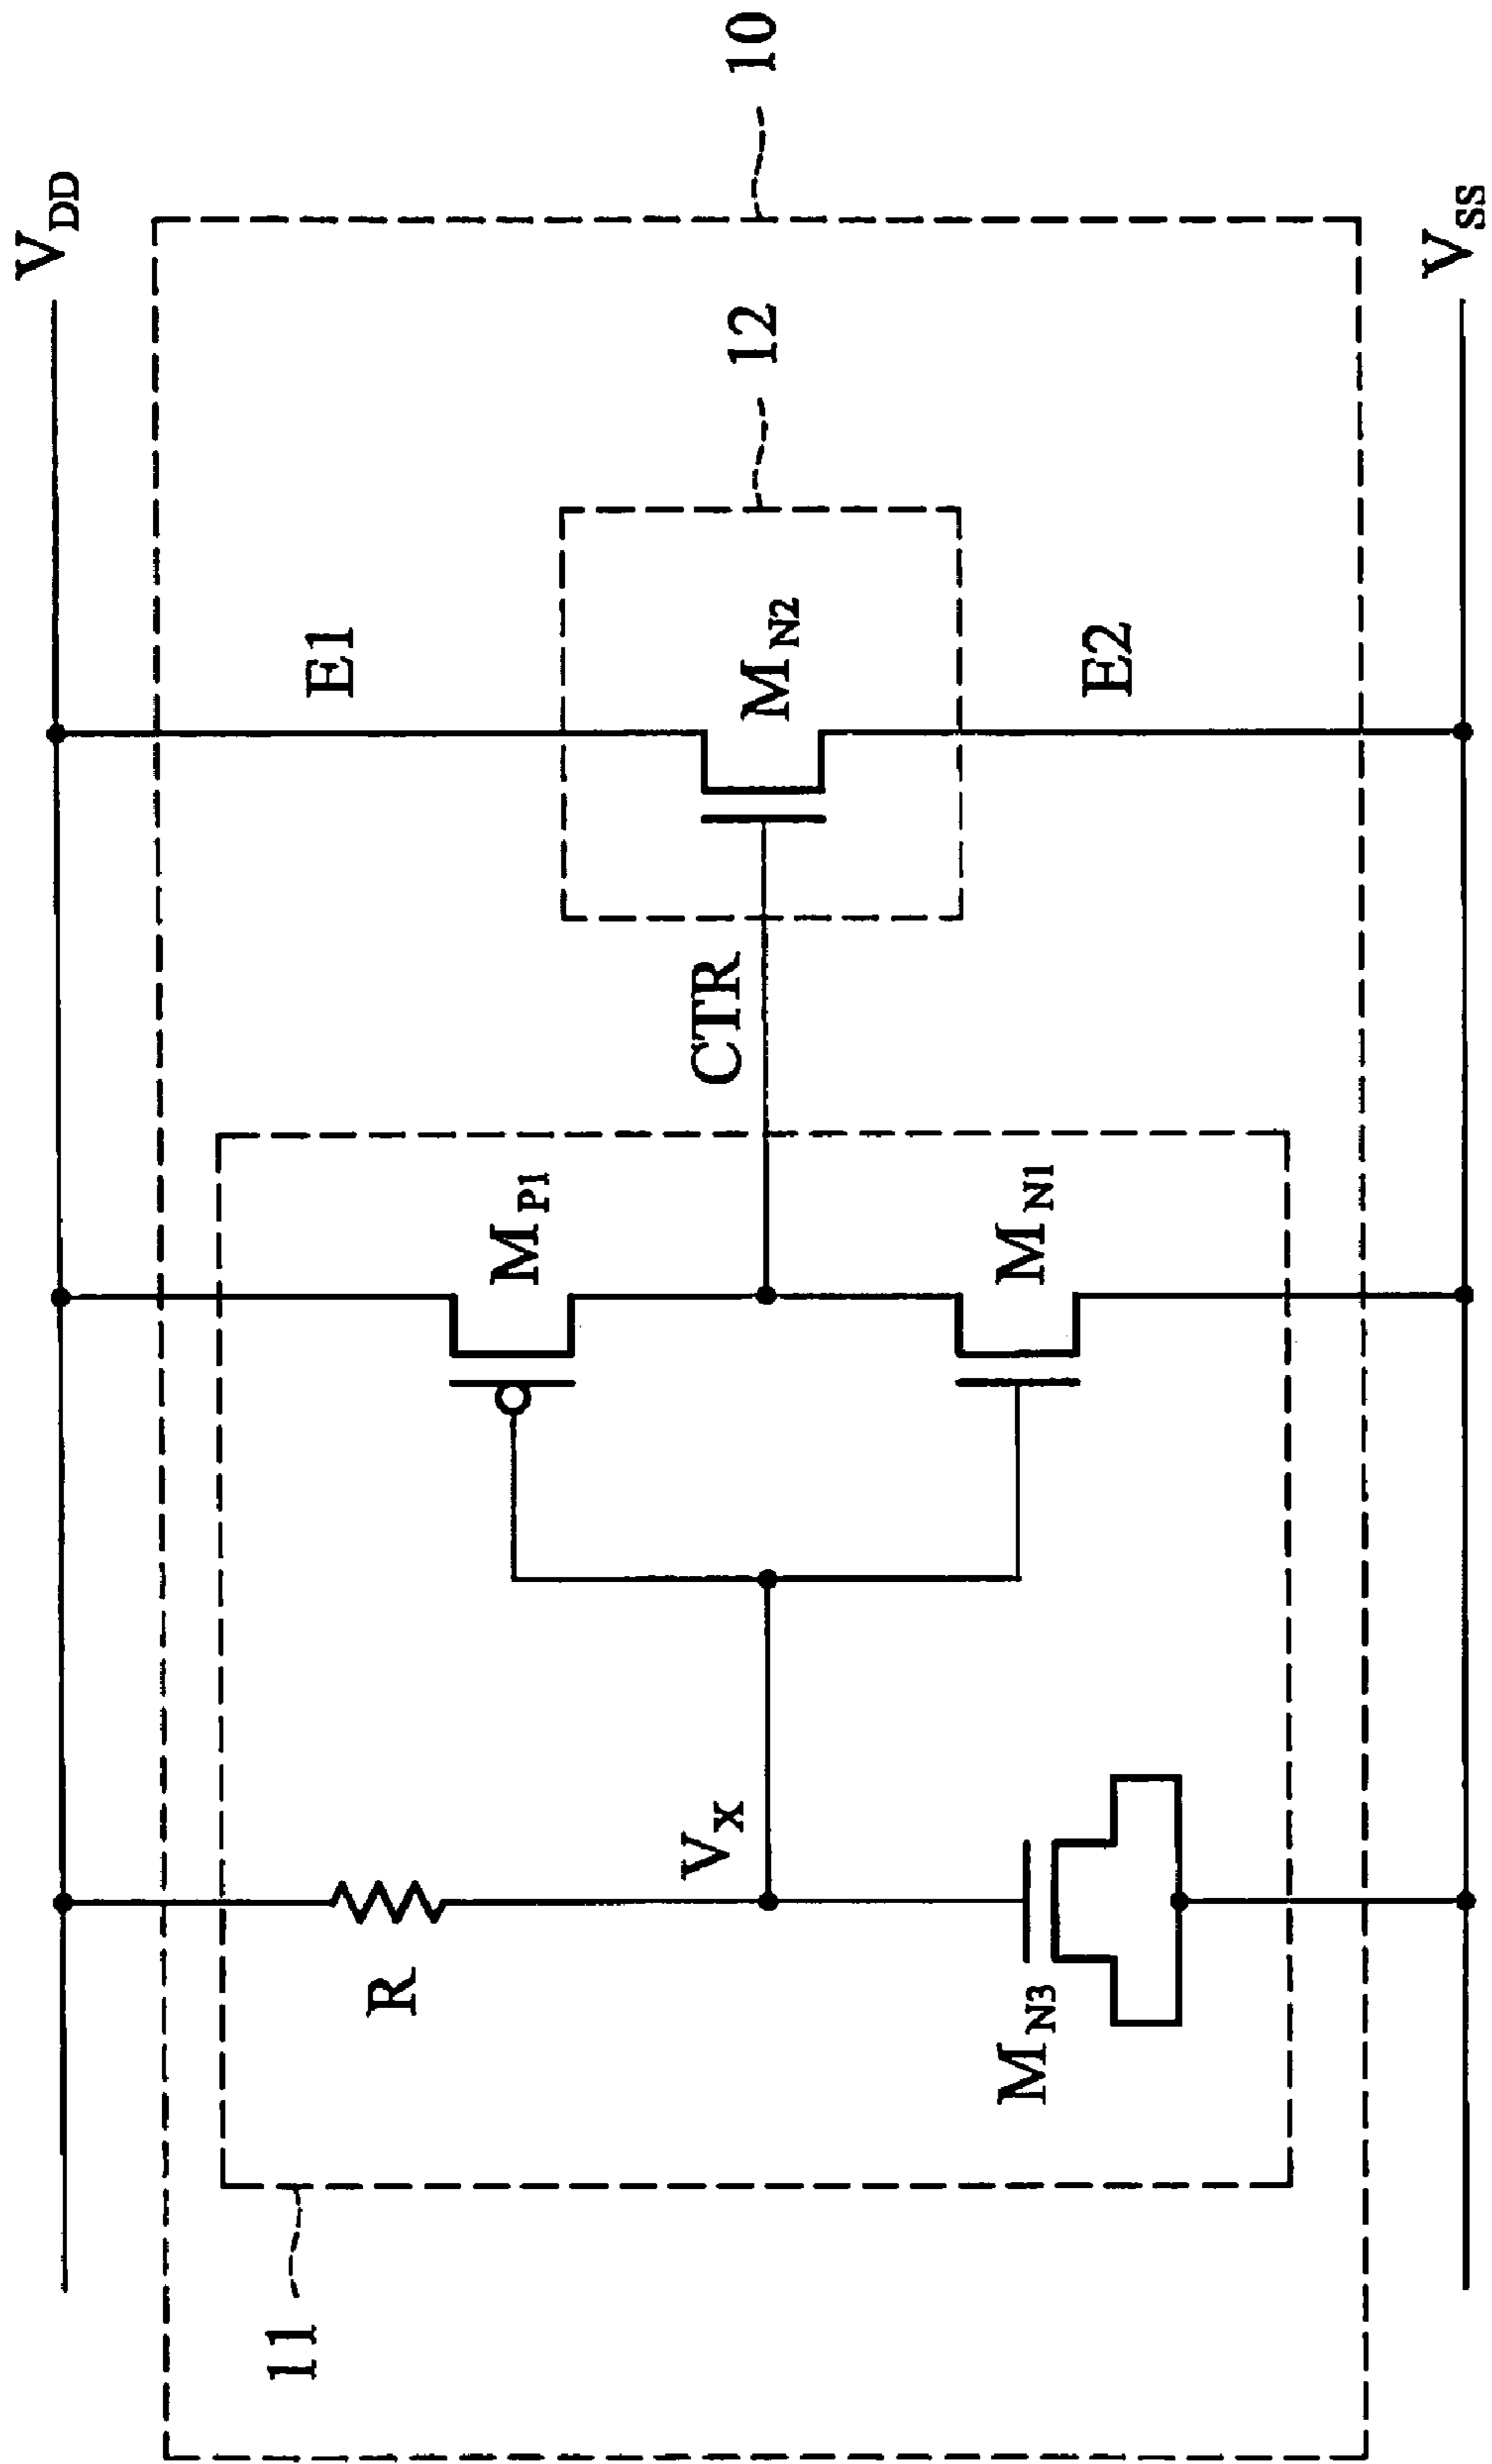 V_DD
10
E1
12
M_N2
E2
V_SS
CTR
M_P1
M_N1
R
V_X
M_N3
11